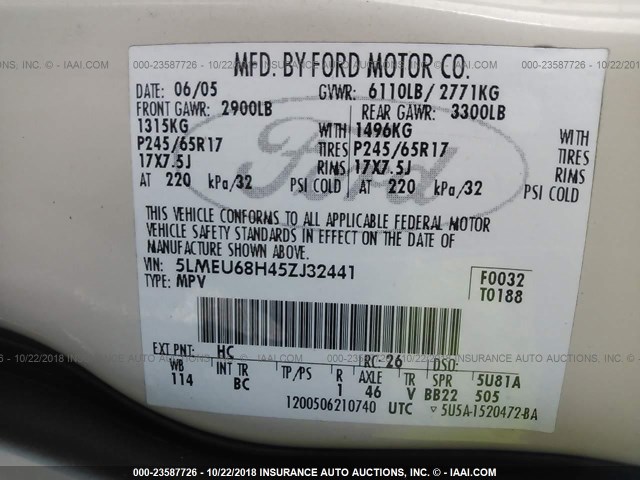 000-23587726 - 10/22/2018 INSURANCE AUTO AUCTIONS, INC. - IAAI.COM
MFD. BY FORD MOTOR CO.
DATE: 06/05 GVWR: 6110LB/ 2771KG
FRONT GAWR: 2900LB REAR GAWR: 3300LB
1315KG WITH 1496KG WITH
P245/65R17 TIRES P245/65R17 TIRES
17X7.5J RIMS 17X7.5J RIMS
AT 220 kPa/32 PSI COLD AT 220 kPa/32 PSI COLD
Ford
THIS VEHICLE CONFORMS TO ALL APPLICABLE FEDERAL MOTOR
VEHICLE SAFETY STANDARDS IN EFFECT ON THE DATE OF
MANUFACTURE SHOWN ABOVE.
VIN: 5LMEU68H45ZJ32441 F0032
TYPE: MPV T0188
EXT PNT: HC RC: 26 DSO:
WB INT TR TP/PS R AXLE TR SPR 5U81A
114 BC 1 46 V BB22 505
1200506210740 UTC 5U5A-1520472-BA
000-23587726 - 10/22/2018 INSURANCE AUTO AUCTIONS, INC. - IAAI.COM